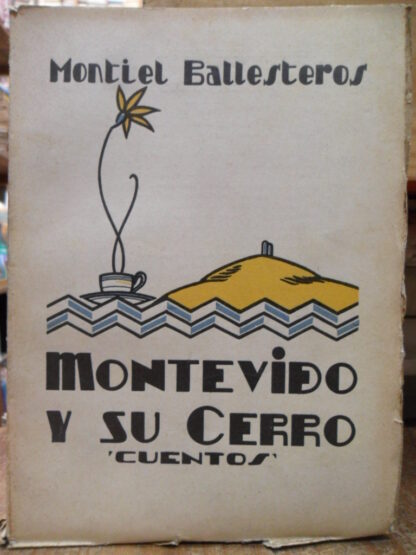 Montiel Ballesteros
MONTEVIDEO
Y SU CERRO
'CUENTOS'